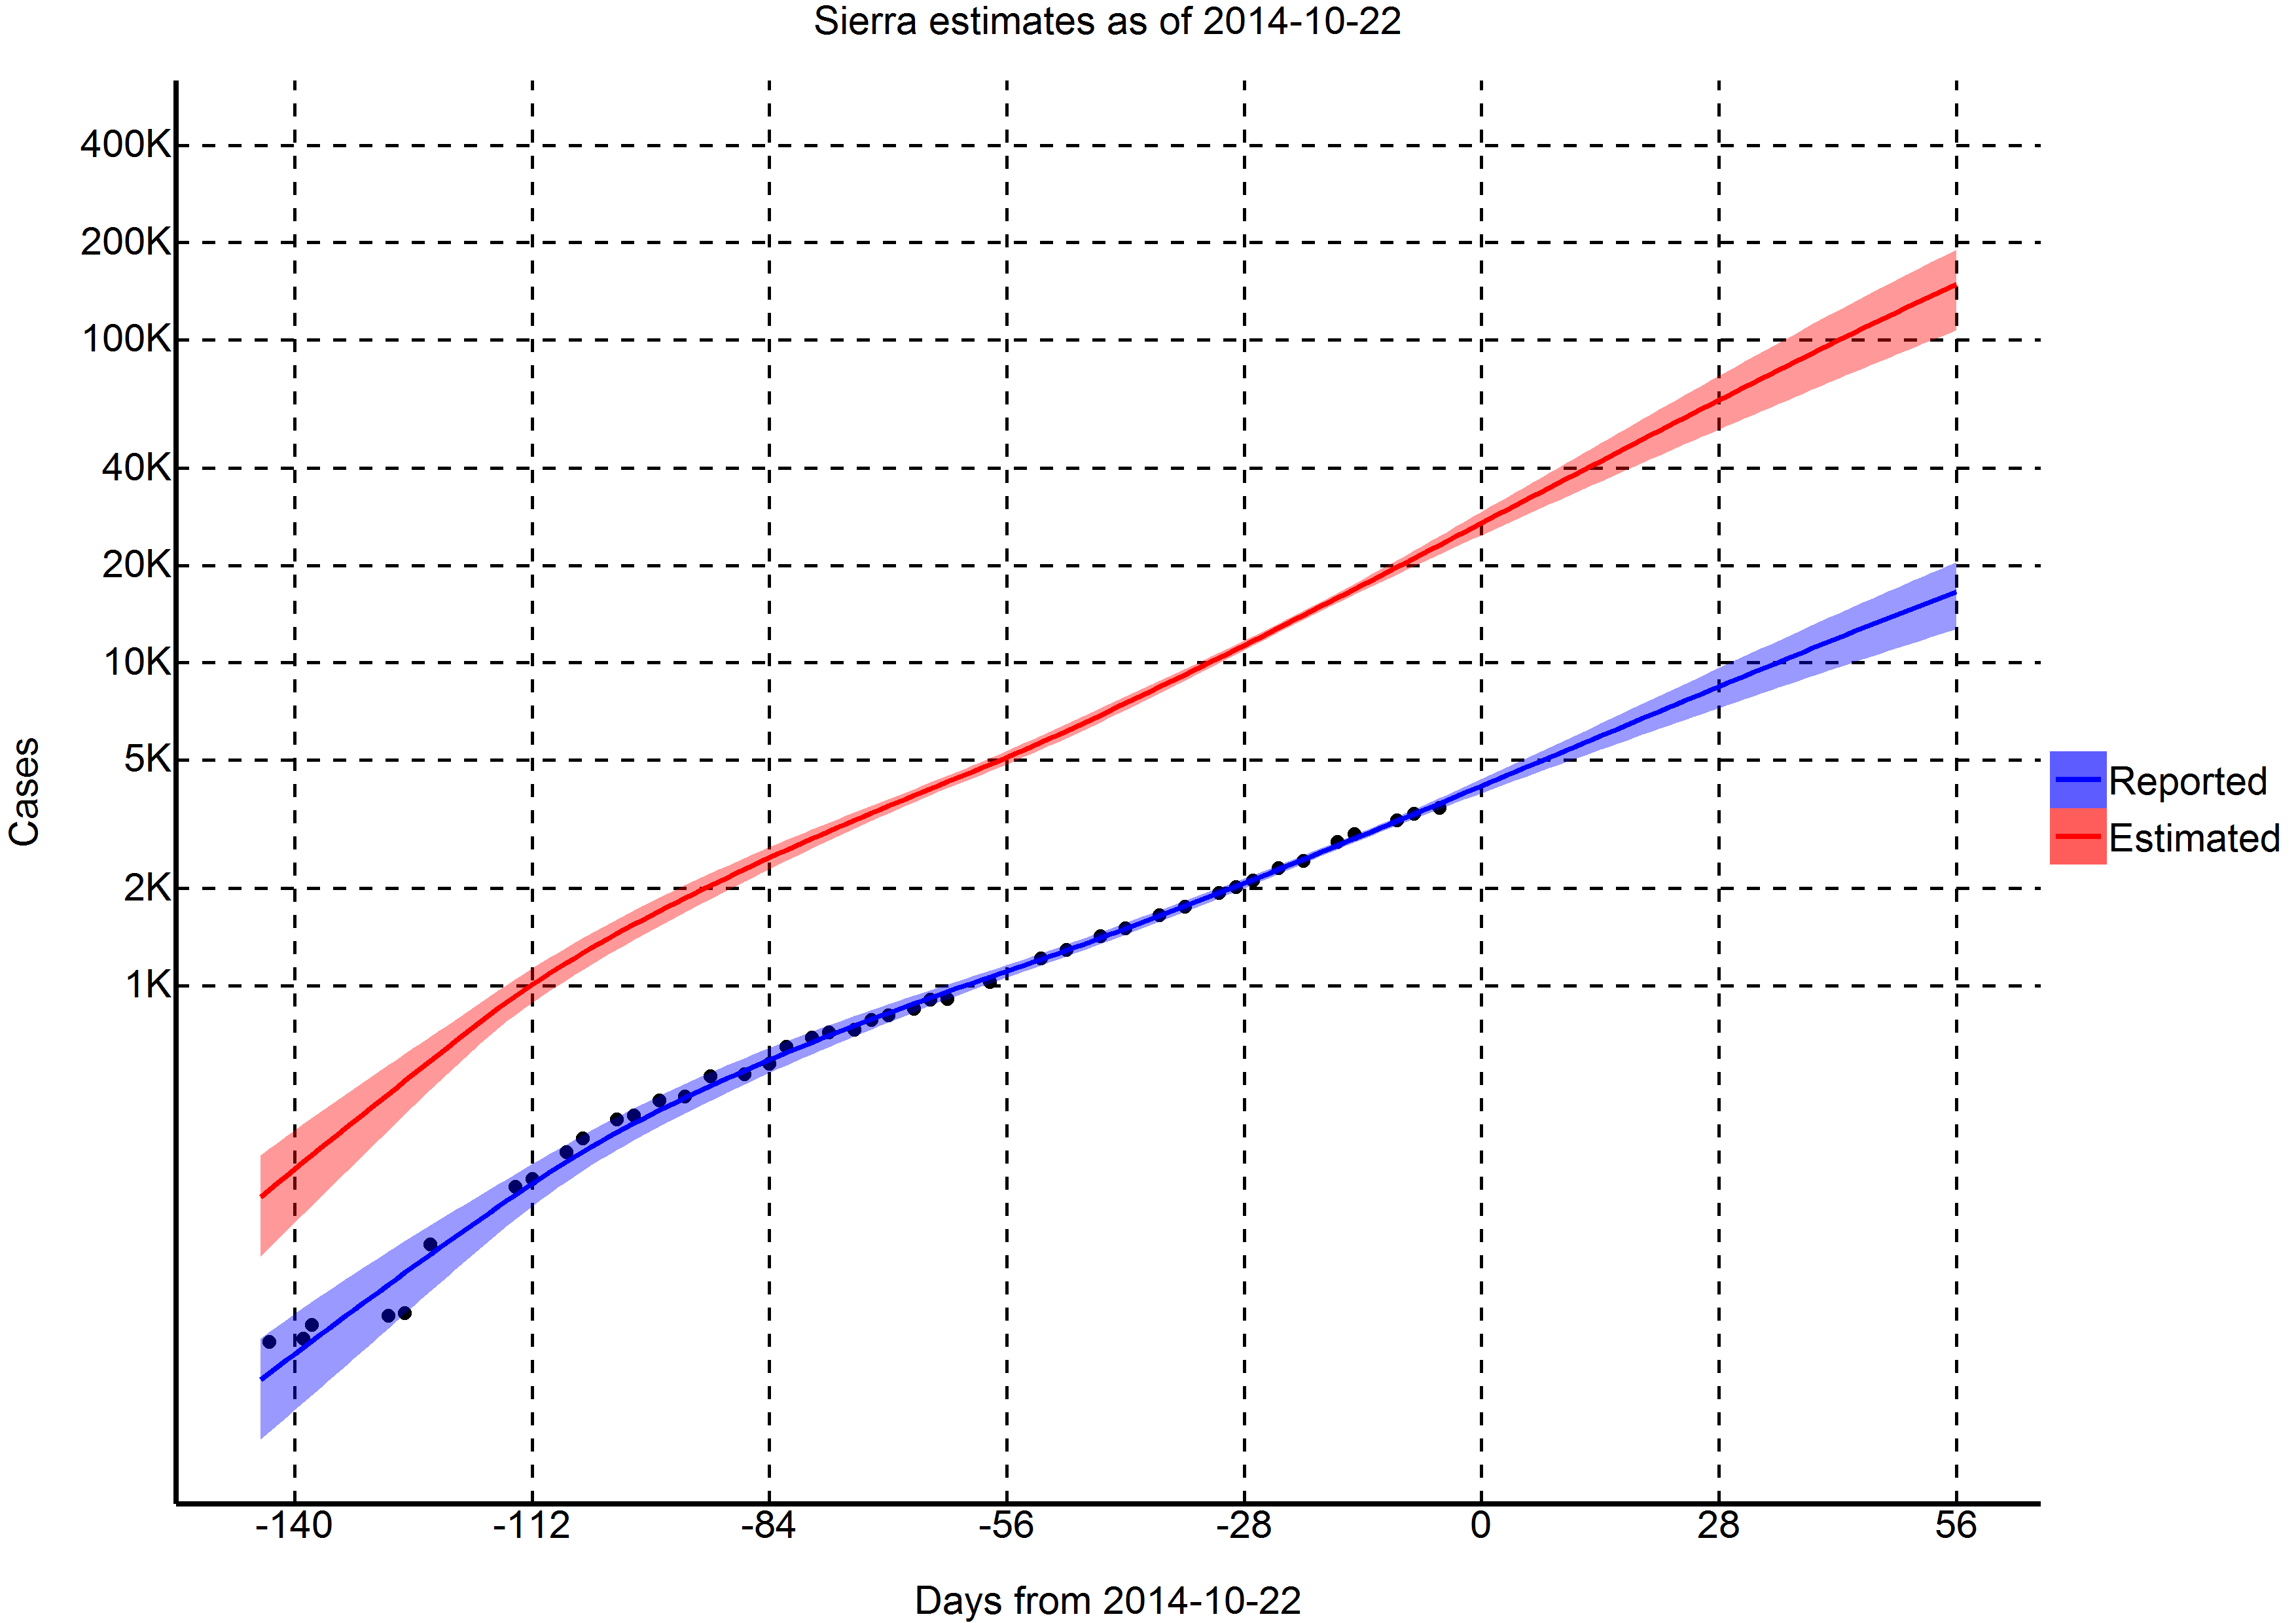 Sierra estimates as of 2014-10-22
400K
200K
100K
40K
20K
10K
5K
2K
1K
Cases
Reported
Estimated
-140 -112 -84 -56 -28 0 28 56
Days from 2014-10-22